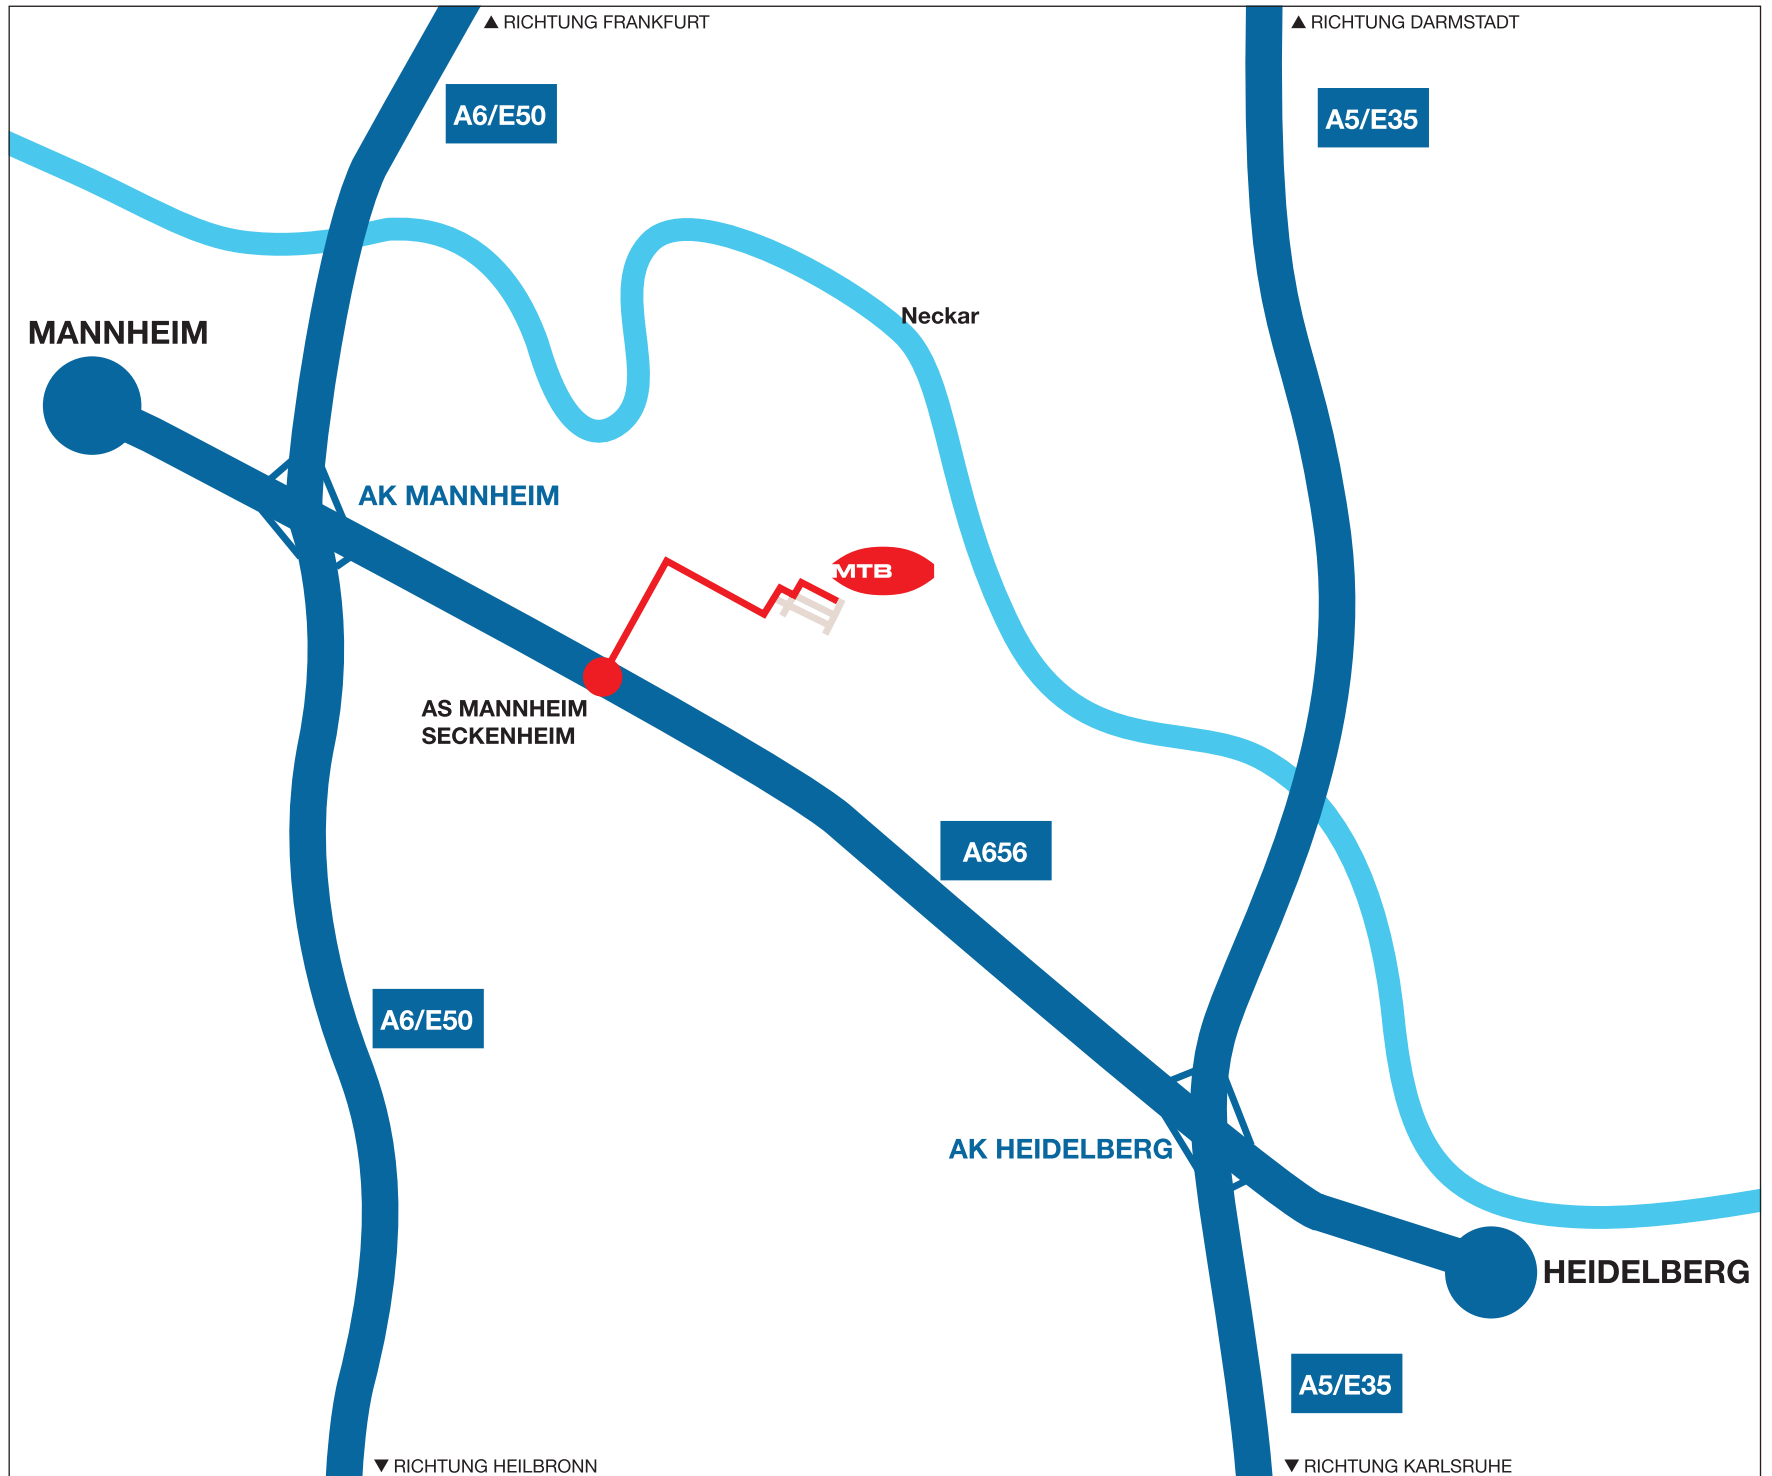 ▲ RICHTUNG FRANKFURT
▲ RICHTUNG DARMSTADT
A6/E50
A5/E35
Neckar
MANNHEIM
AK MANNHEIM
MTB
AS MANNHEIM
SECKENHEIM
A656
A6/E50
AK HEIDELBERG
HEIDELBERG
A5/E35
▼ RICHTUNG HEILBRONN
▼ RICHTUNG KARLSRUHE